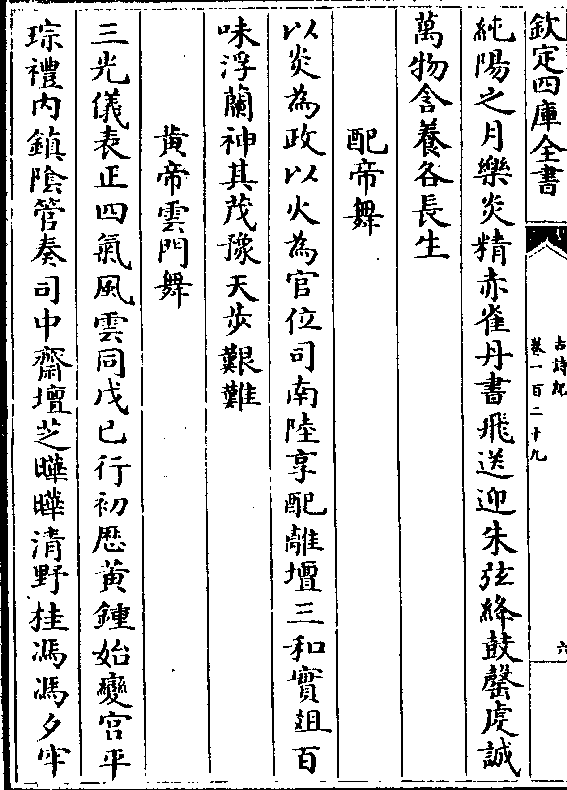 欽定四庫全書
古詩紀
卷一百二十九
六
純陽之月樂炎精赤雀丹書飛送迎朱弦絳鼓罄虔誠
萬物含養各長生
配帝舞
以炎為政以火為官位司南陸享配離壇三和實俎百
味浮蘭神其茂豫天步艱難
黄帝雲門舞
三光儀表正四氣風雲同戊己行初厯黄鍾始變宫平
琮禮内鎮陰管奏司中齋壇芝曄曄清野桂馮馮夕牢